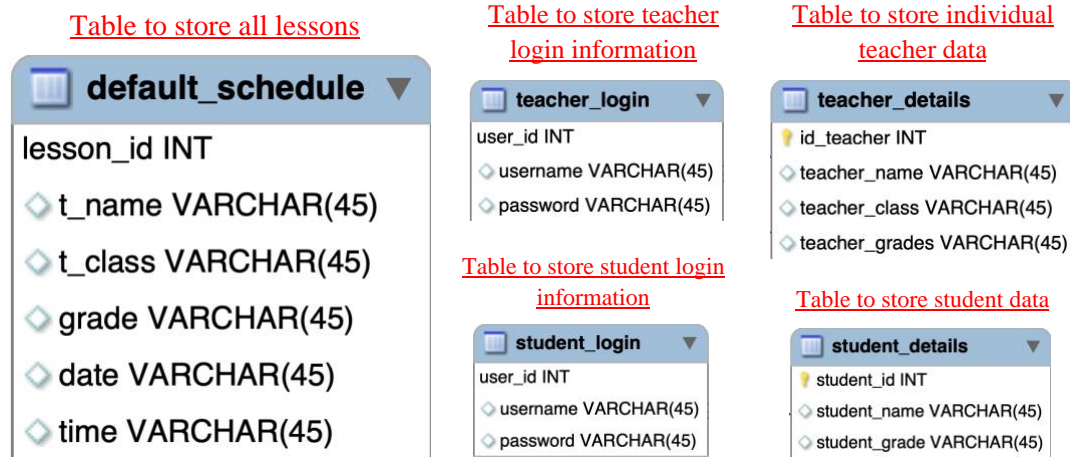 Table to store all lessons
default_schedule
lesson_id INT
t_name VARCHAR(45)
t_class VARCHAR(45)
grade VARCHAR(45)
date VARCHAR(45)
time VARCHAR(45)
Table to store teacher
login information
teacher_login
user_id INT
username VARCHAR(45)
password VARCHAR(45)
Table to store individual
teacher data
teacher_details
id_teacher INT
teacher_name VARCHAR(45)
teacher_class VARCHAR(45)
teacher_grades VARCHAR(45)
Table to store student login
information
student_login
user_id INT
username VARCHAR(45)
password VARCHAR(45)
Table to store student data
student_details
student_id INT
student_name VARCHAR(45)
student_grade VARCHAR(45)